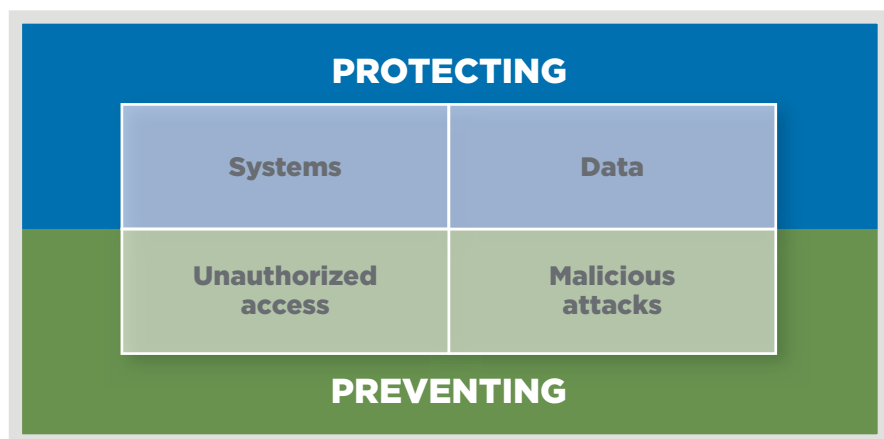 PROTECTING
Systems
Data
Unauthorized
access
Malicious
attacks
PREVENTING